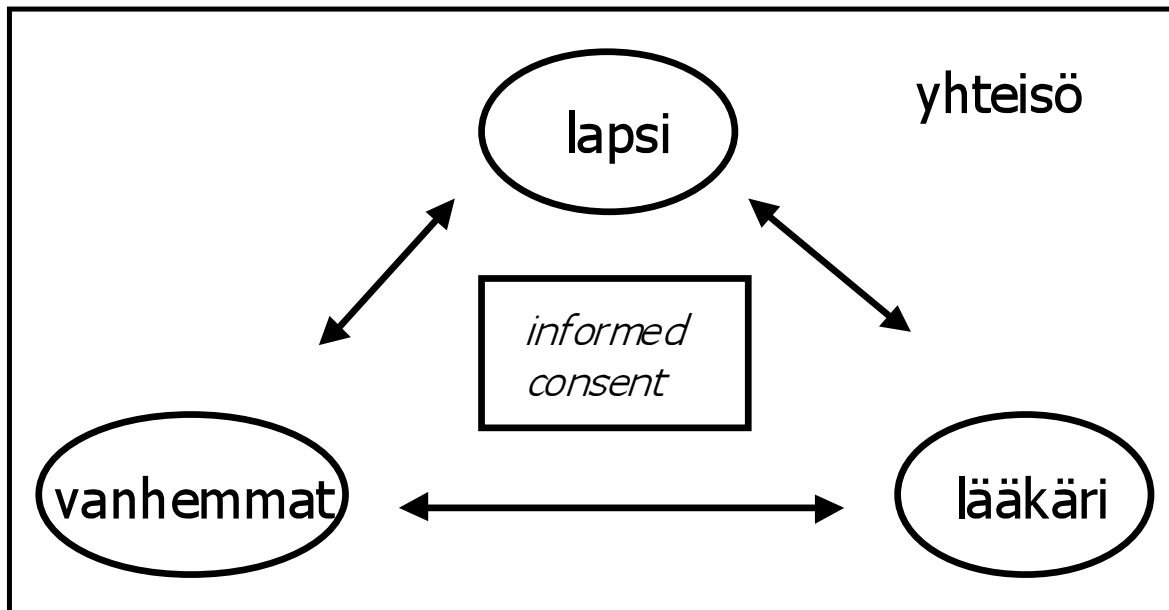 yhteisö
lapsi
informed
consent
vanhemmat
lääkäri